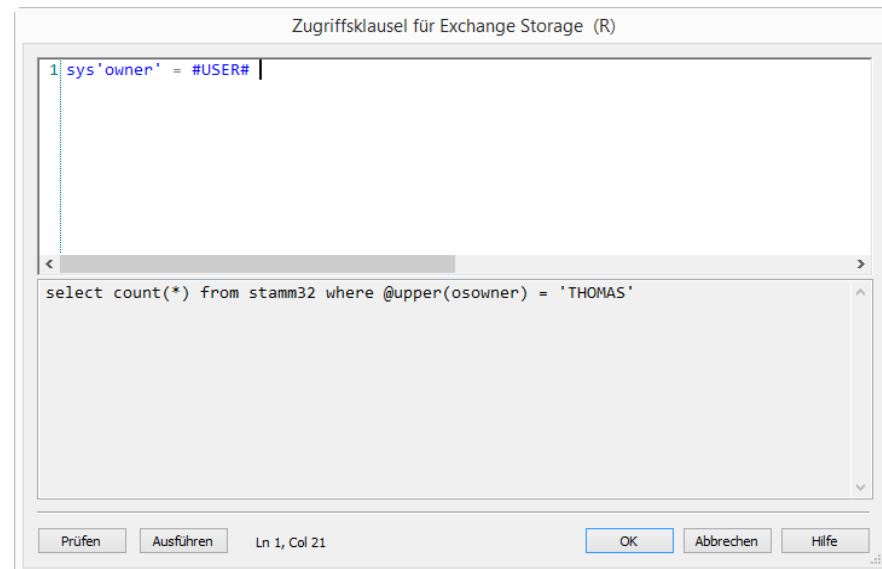 Zugriffsklausel für Exchange Storage (R)
1 sys'owner' = #USER#
select count(*) from stamm32 where @upper(osowner) = 'THOMAS'
Prüfen Ausführen Ln 1, Col 21 OK Abbrechen Hilfe